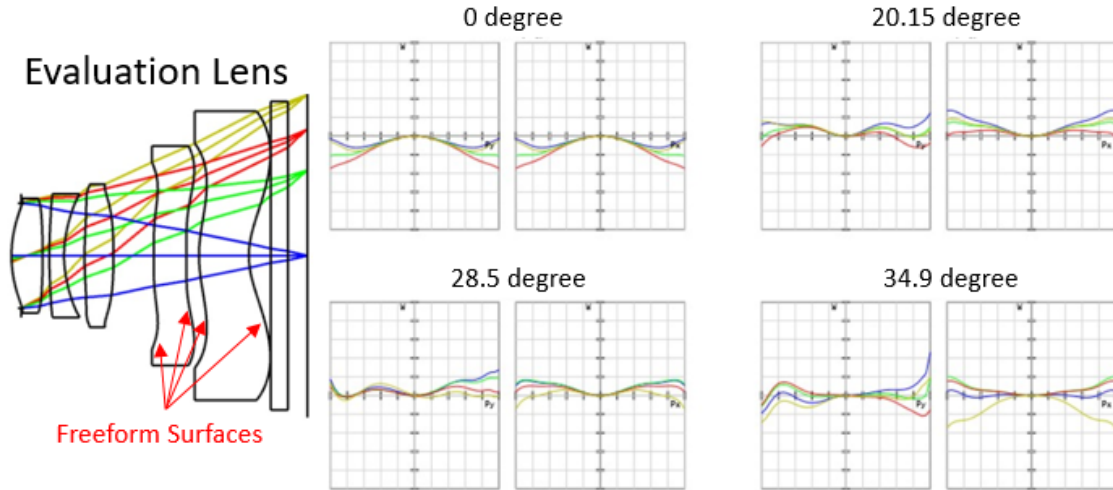 0 degree
20.15 degree
Evaluation Lens
W
Py
W
Px
W
Py
W
Px
28.5 degree
34.9 degree
W
Py
W
Px
W
Py
W
Px
Freeform Surfaces